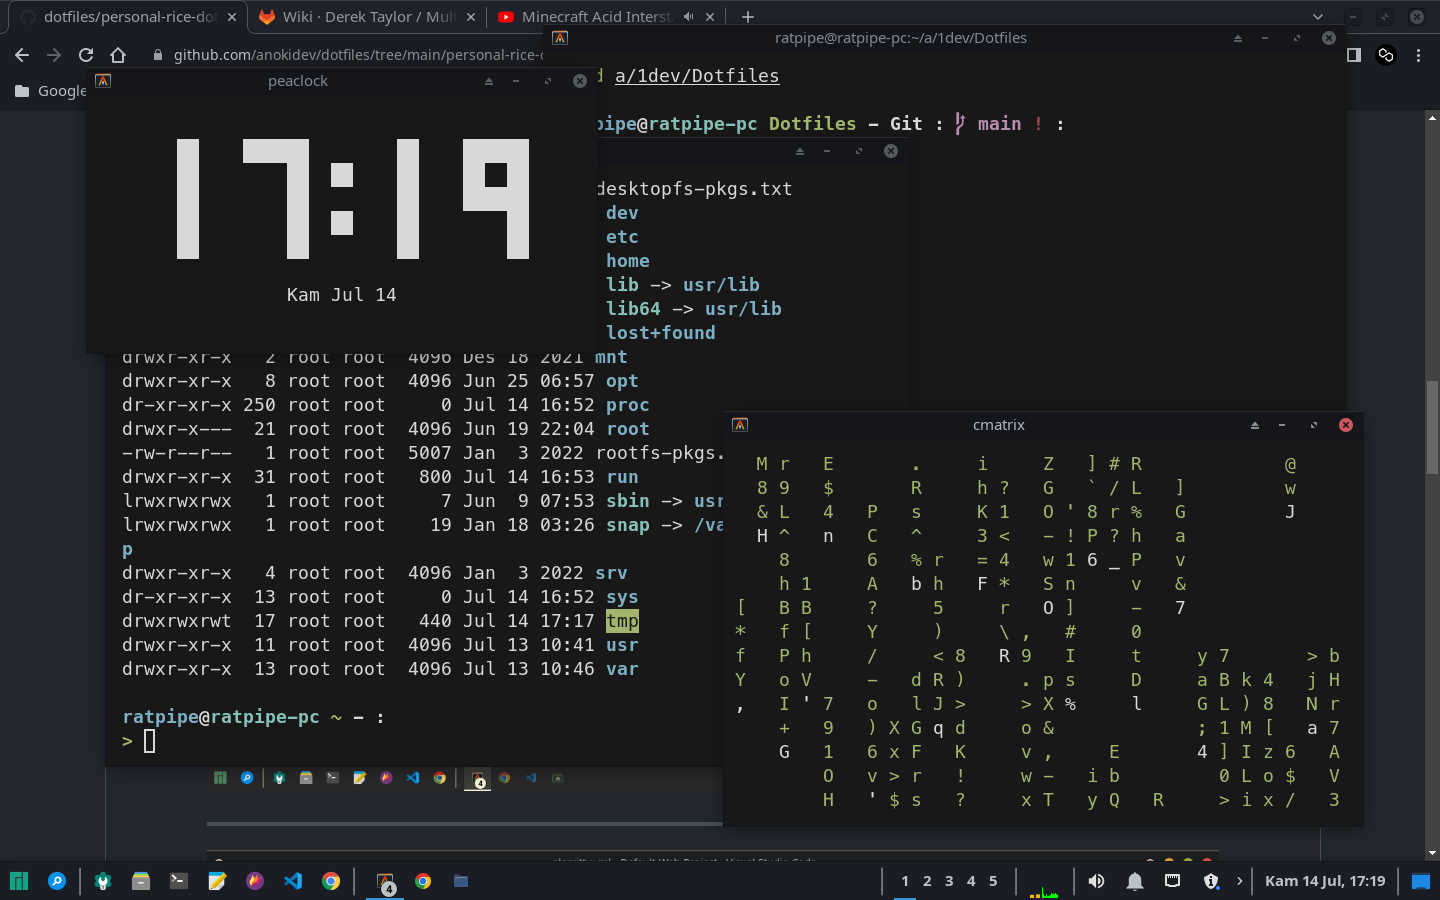 dotfiles/personal-rice-dot
Wiki · Derek Taylor / Mult
Minecraft Acid Interst
github.com/anokidev/dotfiles/tree/main/personal-rice-d
Google
ratpipe@ratpipe-pc:~/a/1dev/Dotfiles
d a/1dev/Dotfiles
pipe@ratpipe-pc Dotfiles - Git : main ! :
peaclock
17:19
Kam Jul 14
desktopfs-pkgs.txt
dev
etc
home
lib -> usr/lib
lib64 -> usr/lib
lost+found
drwxr-xr-x 2 root root 4096 Des 18 2021 mnt
drwxr-xr-x 8 root root 4096 Jun 25 06:57 opt
dr-xr-xr-x 250 root root 0 Jul 14 16:52 proc
drwxr-x--- 21 root root 4096 Jun 19 22:04 root
-rw-r--r-- 1 root root 5007 Jan 3 2022 rootfs-pkgs.
drwxr-xr-x 31 root root 800 Jul 14 16:53 run
lrwxrwxrwx 1 root root 7 Jun 9 07:53 sbin -> usr
lrwxrwxrwx 1 root root 19 Jan 18 03:26 snap -> /va
p
drwxr-xr-x 4 root root 4096 Jan 3 2022 srv
dr-xr-xr-x 13 root root 0 Jul 14 16:52 sys
drwxrwxrwt 17 root root 440 Jul 14 17:17 tmp
drwxr-xr-x 11 root root 4096 Jul 13 10:41 usr
drwxr-xr-x 13 root root 4096 Jul 13 10:46 var
ratpipe@ratpipe-pc ~ - :
>
cmatrix
M r E . i Z ] # R @
8 9 $ R h ? G ` / L ] w
& L 4 P s K 1 O ' 8 r % G J
H ^ n C ^ 3 < - ! P ? h a
8 6 % r = 4 w 1 6 _ P v
h 1 A b h F * S n v &
[ B B ? 5 r O ] - 7
* f [ Y ) \ , # 0
f P h / < 8 R 9 I t y 7 > b
Y o V - d R ) . p s D a B k 4 j H
, I ' 7 o l J > > X % l G L ) 8 N r
+ 9 ) X G q d o & ; 1 M [ a 7
G 1 6 x F K v , E 4 ] I z 6 A
O v > r ! w - i b 0 L o $ V
H ' $ s ? x T y Q R > i x / 3
4
4
1 2 3 4 5
Kam 14 Jul, 17:19